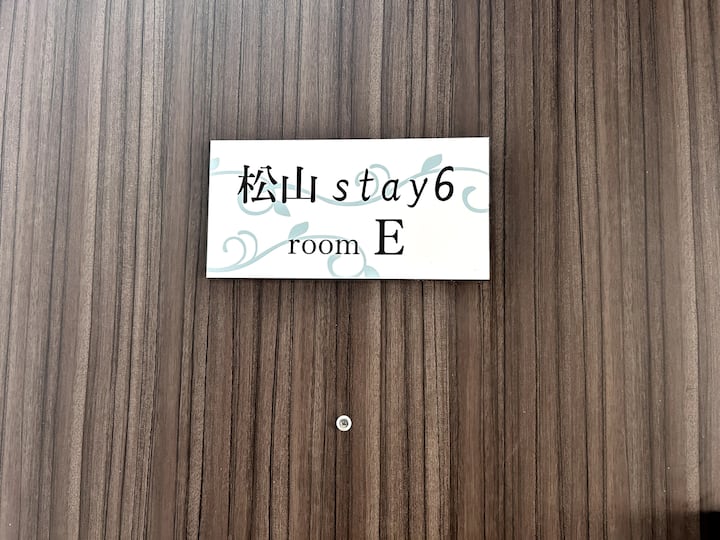 松山 stay6
room E